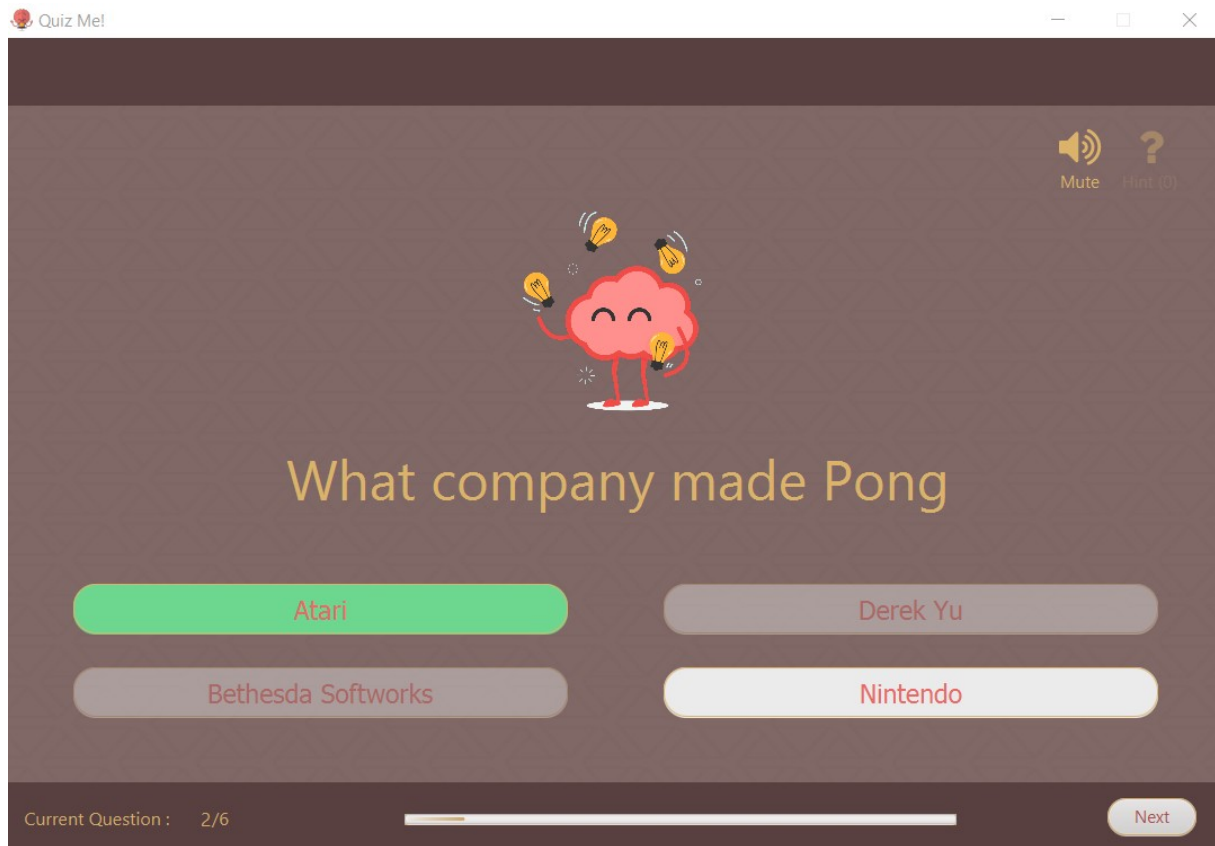 Quiz Me!
Mute
Hint (0)
What company made Pong
Atari
Derek Yu
Bethesda Softworks
Nintendo
Current Question : 2/6
Next